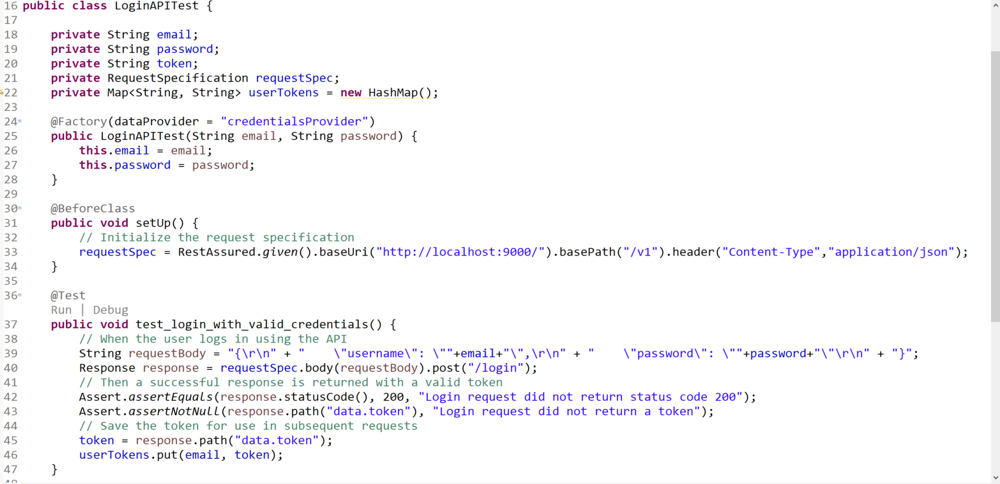 16 public class LoginAPITest {
17
18     private String email;
19     private String password;
20     private String token;
21     private RequestSpecification requestSpec;
22     private Map<String, String> userTokens = new HashMap();
23
24     @Factory(dataProvider = "credentialsProvider")
25     public LoginAPITest(String email, String password) {
26         this.email = email;
27         this.password = password;
28     }
29
30     @BeforeClass
31     public void setUp() {
32         // Initialize the request specification
33         requestSpec = RestAssured.given().baseUri("http://localhost:9000/").basePath("/v1").header("Content-Type","application/json");
34     }
35
36     @Test
Run | Debug
37     public void test_login_with_valid_credentials() {
38         // When the user logs in using the API
39         String requestBody = "{\r\n" + "    \"username\": \""+email+"\",\r\n" + "    \"password\": \""+password+"\"\r\n" + "}";
40         Response response = requestSpec.body(requestBody).post("/login");
41         // Then a successful response is returned with a valid token
42         Assert.assertEquals(response.statusCode(), 200, "Login request did not return status code 200");
43         Assert.assertNotNull(response.path("data.token"), "Login request did not return a token");
44         // Save the token for use in subsequent requests
45         token = response.path("data.token");
46         userTokens.put(email, token);
47     }